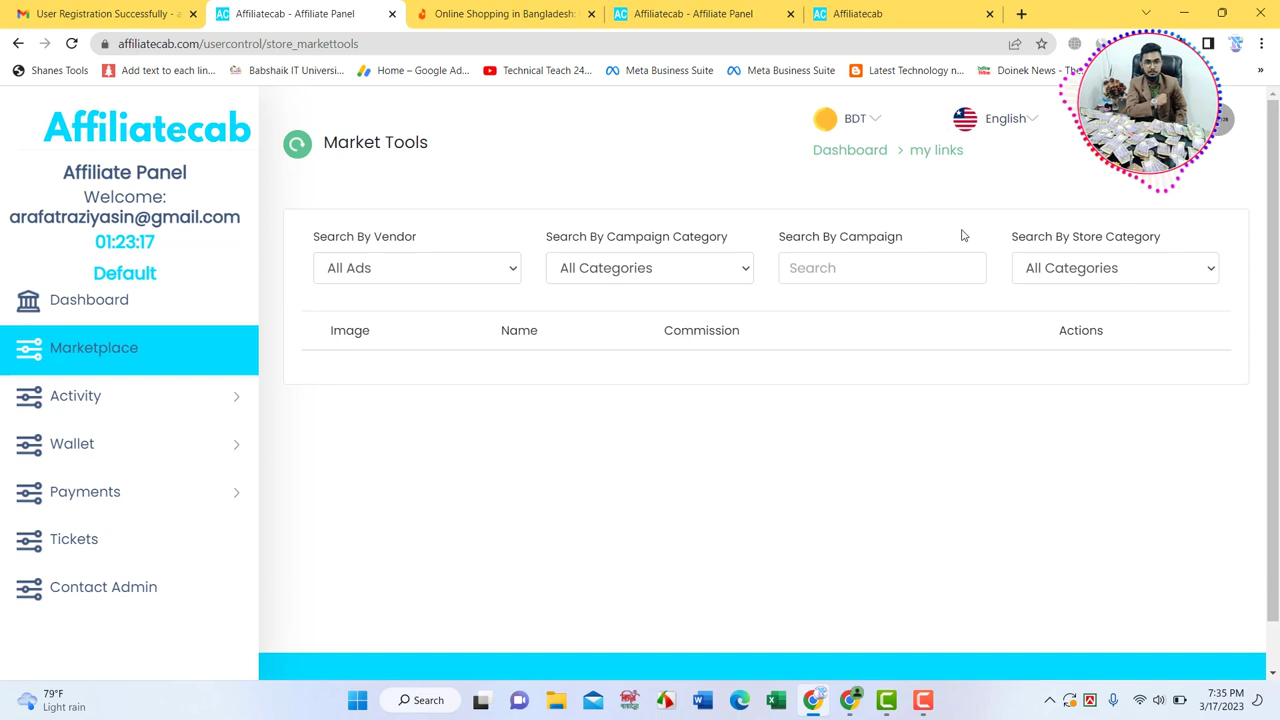 User Registration Successfully - a
Affiliatecab - Affiliate Panel
Online Shopping in Bangladesh:
Affiliatecab - Affiliate Panel
Affiliatecab
affiliatecab.com/usercontrol/store_markettools
Shanes Tools
Add text to each lin...
Babshaik IT Universi...
Home – Google Ad...
Technical Teach 24...
Meta Business Suite
Meta Business Suite
Latest Technology n...
Doinek News - The
»
Affiliatecab
Affiliate Panel
Welcome:
arafatraziyasin@gmail.com
01:23:17
Default
Dashboard
Marketplace
Activity
Wallet
Payments
Tickets
Contact Admin
Market Tools
BDT
English
Dashboard > my links
Search By Vendor
Search By Campaign Category
Search By Campaign
Search By Store Category
All Ads
All Categories
Search
All Categories
Image
Name
Commission
Actions
79°F
Light rain
Search
7:35 PM
3/17/2023